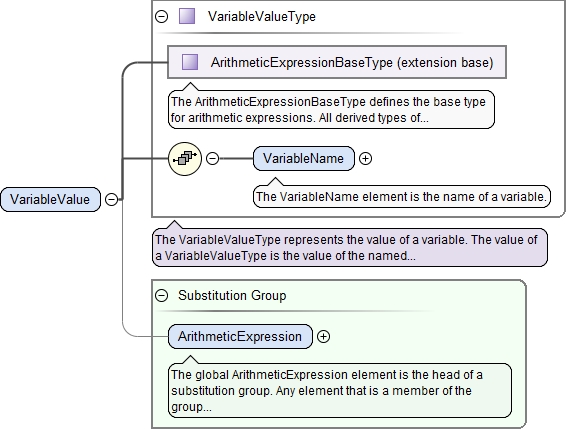 VariableValueType
ArithmeticExpressionBaseType (extension base)
The ArithmeticExpressionBaseType defines the base type
for arithmetic expressions. All derived types of...
VariableName
The VariableName element is the name of a variable.
VariableValue
The VariableValueType represents the value of a variable. The value of
a VariableValueType is the value of the named...
Substitution Group
ArithmeticExpression
The global ArithmeticExpression element is the head of a
substitution group. Any element that is a member of the
group...